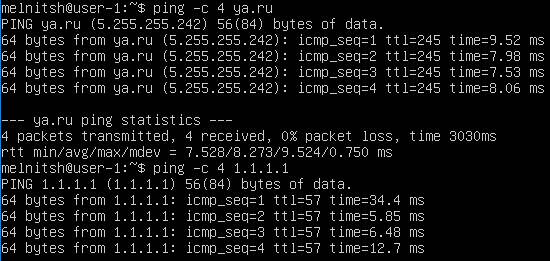 melnitsh@user-1:~$ ping -c 4 ya.ru
PING ya.ru (5.255.255.242) 56(84) bytes of data.
64 bytes from ya.ru (5.255.255.242): icmp_seq=1 ttl=245 time=9.52 ms
64 bytes from ya.ru (5.255.255.242): icmp_seq=2 ttl=245 time=7.98 ms
64 bytes from ya.ru (5.255.255.242): icmp_seq=3 ttl=245 time=7.53 ms
64 bytes from ya.ru (5.255.255.242): icmp_seq=4 ttl=245 time=8.06 ms

--- ya.ru ping statistics ---
4 packets transmitted, 4 received, 0% packet loss, time 3030ms
rtt min/avg/max/mdev = 7.528/8.273/9.524/0.750 ms
melnitsh@user-1:~$ ping -c 4 1.1.1.1
PING 1.1.1.1 (1.1.1.1) 56(84) bytes of data.
64 bytes from 1.1.1.1: icmp_seq=1 ttl=57 time=34.4 ms
64 bytes from 1.1.1.1: icmp_seq=2 ttl=57 time=5.85 ms
64 bytes from 1.1.1.1: icmp_seq=3 ttl=57 time=6.48 ms
64 bytes from 1.1.1.1: icmp_seq=4 ttl=57 time=12.7 ms